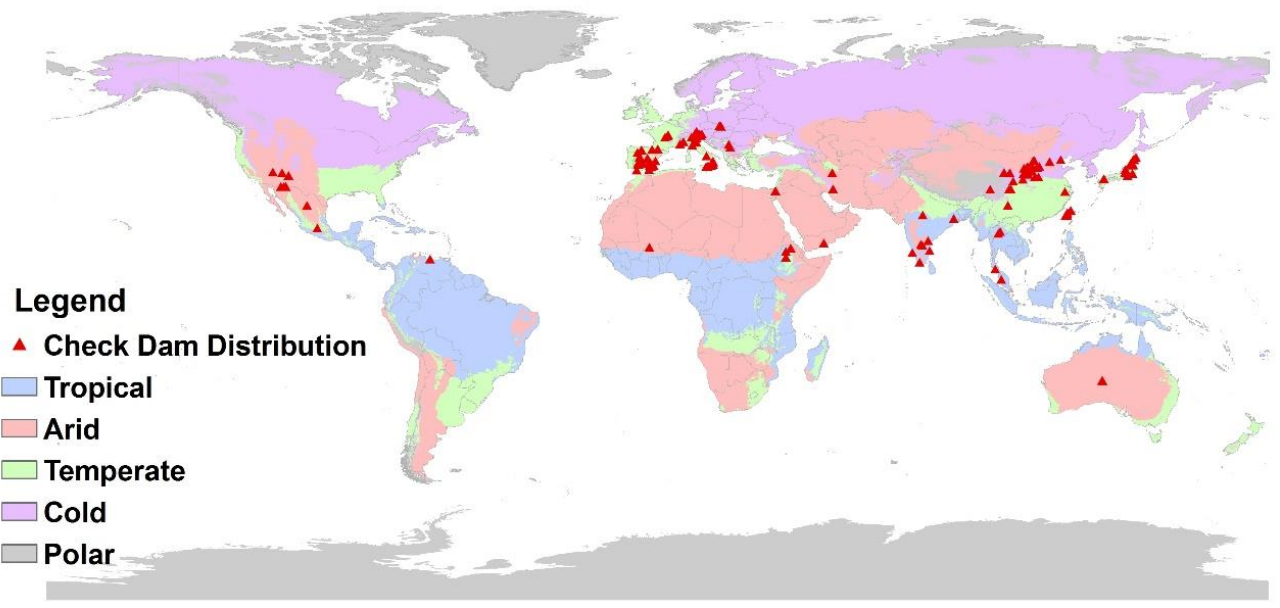 Legend
Check Dam Distribution
Tropical
Arid
Temperate
Cold
Polar